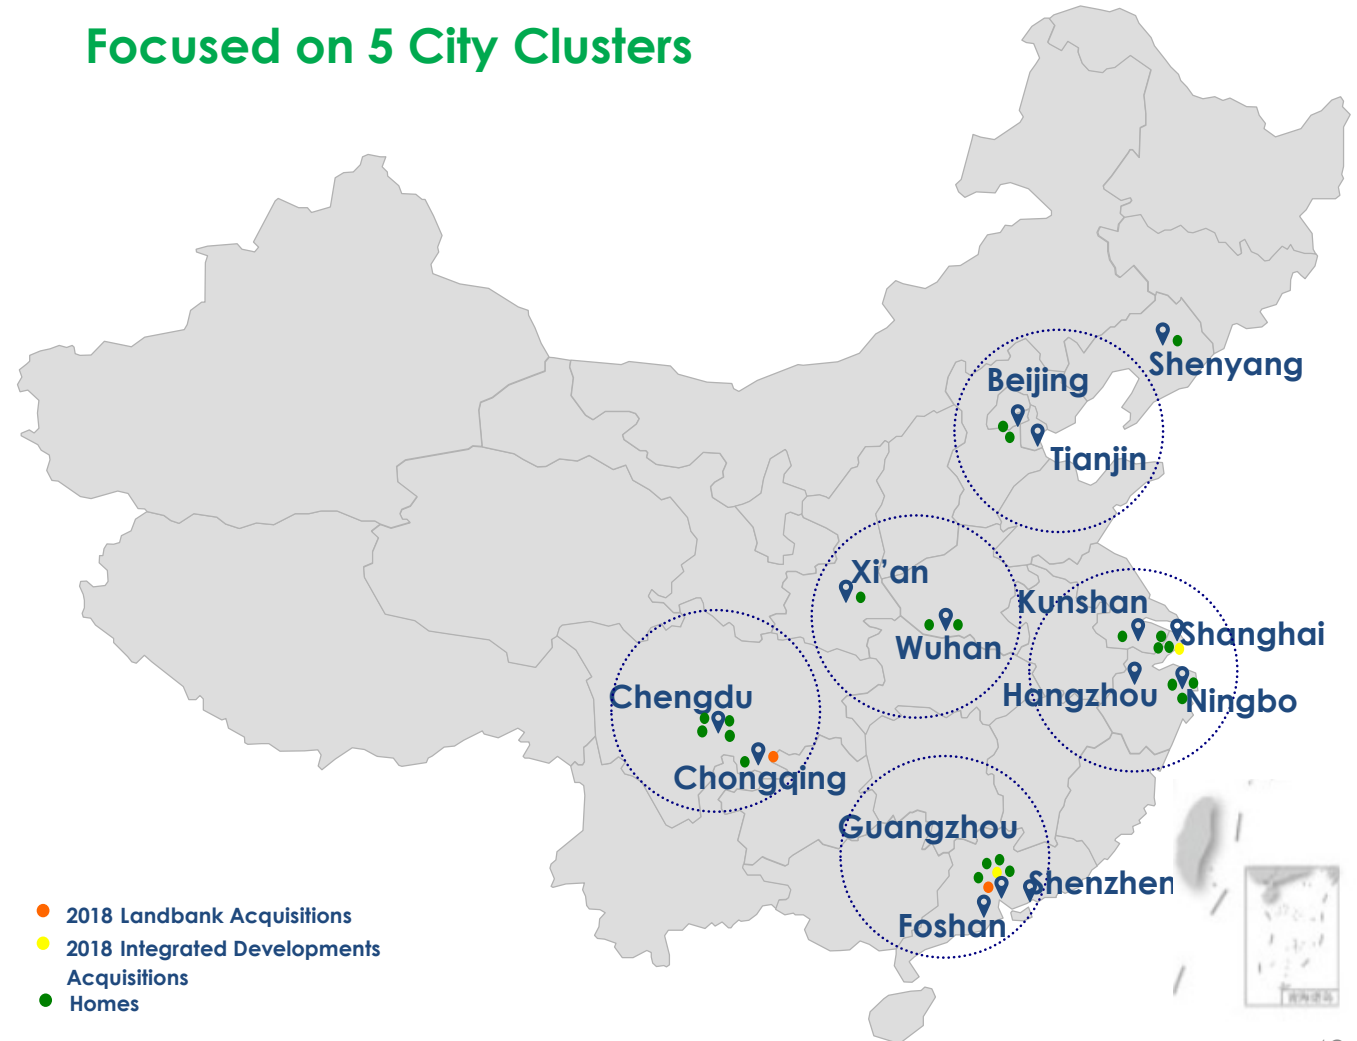 Focused on 5 City Clusters
Shenyang
Beijing
Tianjin
Xi’an
Kunshan
Shanghai
Wuhan
Hangzhou
Ningbo
Chengdu
Chongqing
Guangzhou
Shenzhen
Foshan
2018 Landbank Acquisitions
2018 Integrated Developments
Acquisitions
Homes